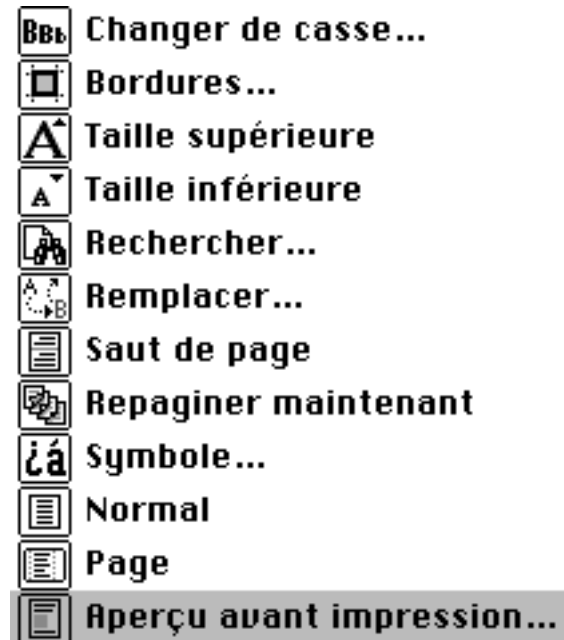 Changer de casse...
Bordures...
Taille supérieure
Taille inférieure
Rechercher...
Remplacer...
Saut de page
Repaginer maintenant
Symbole...
Normal
Page
Aperçu avant impression...